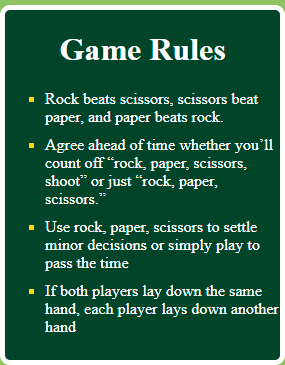 Game Rules
Rock beats scissors, scissors beat
paper, and paper beats rock.
Agree ahead of time whether you’ll
count off “rock, paper, scissors,
shoot” or just “rock, paper,
scissors.”
Use rock, paper, scissors to settle
minor decisions or simply play to
pass the time
If both players lay down the same
hand, each player lays down another
hand